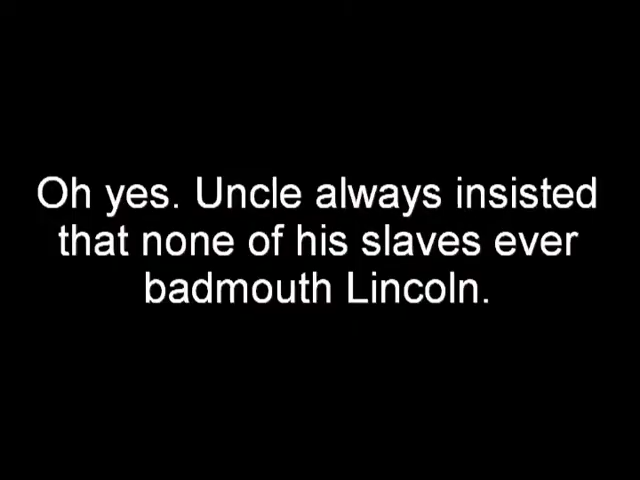 Oh yes. Uncle always insisted
that none of his slaves ever
badmouth Lincoln.